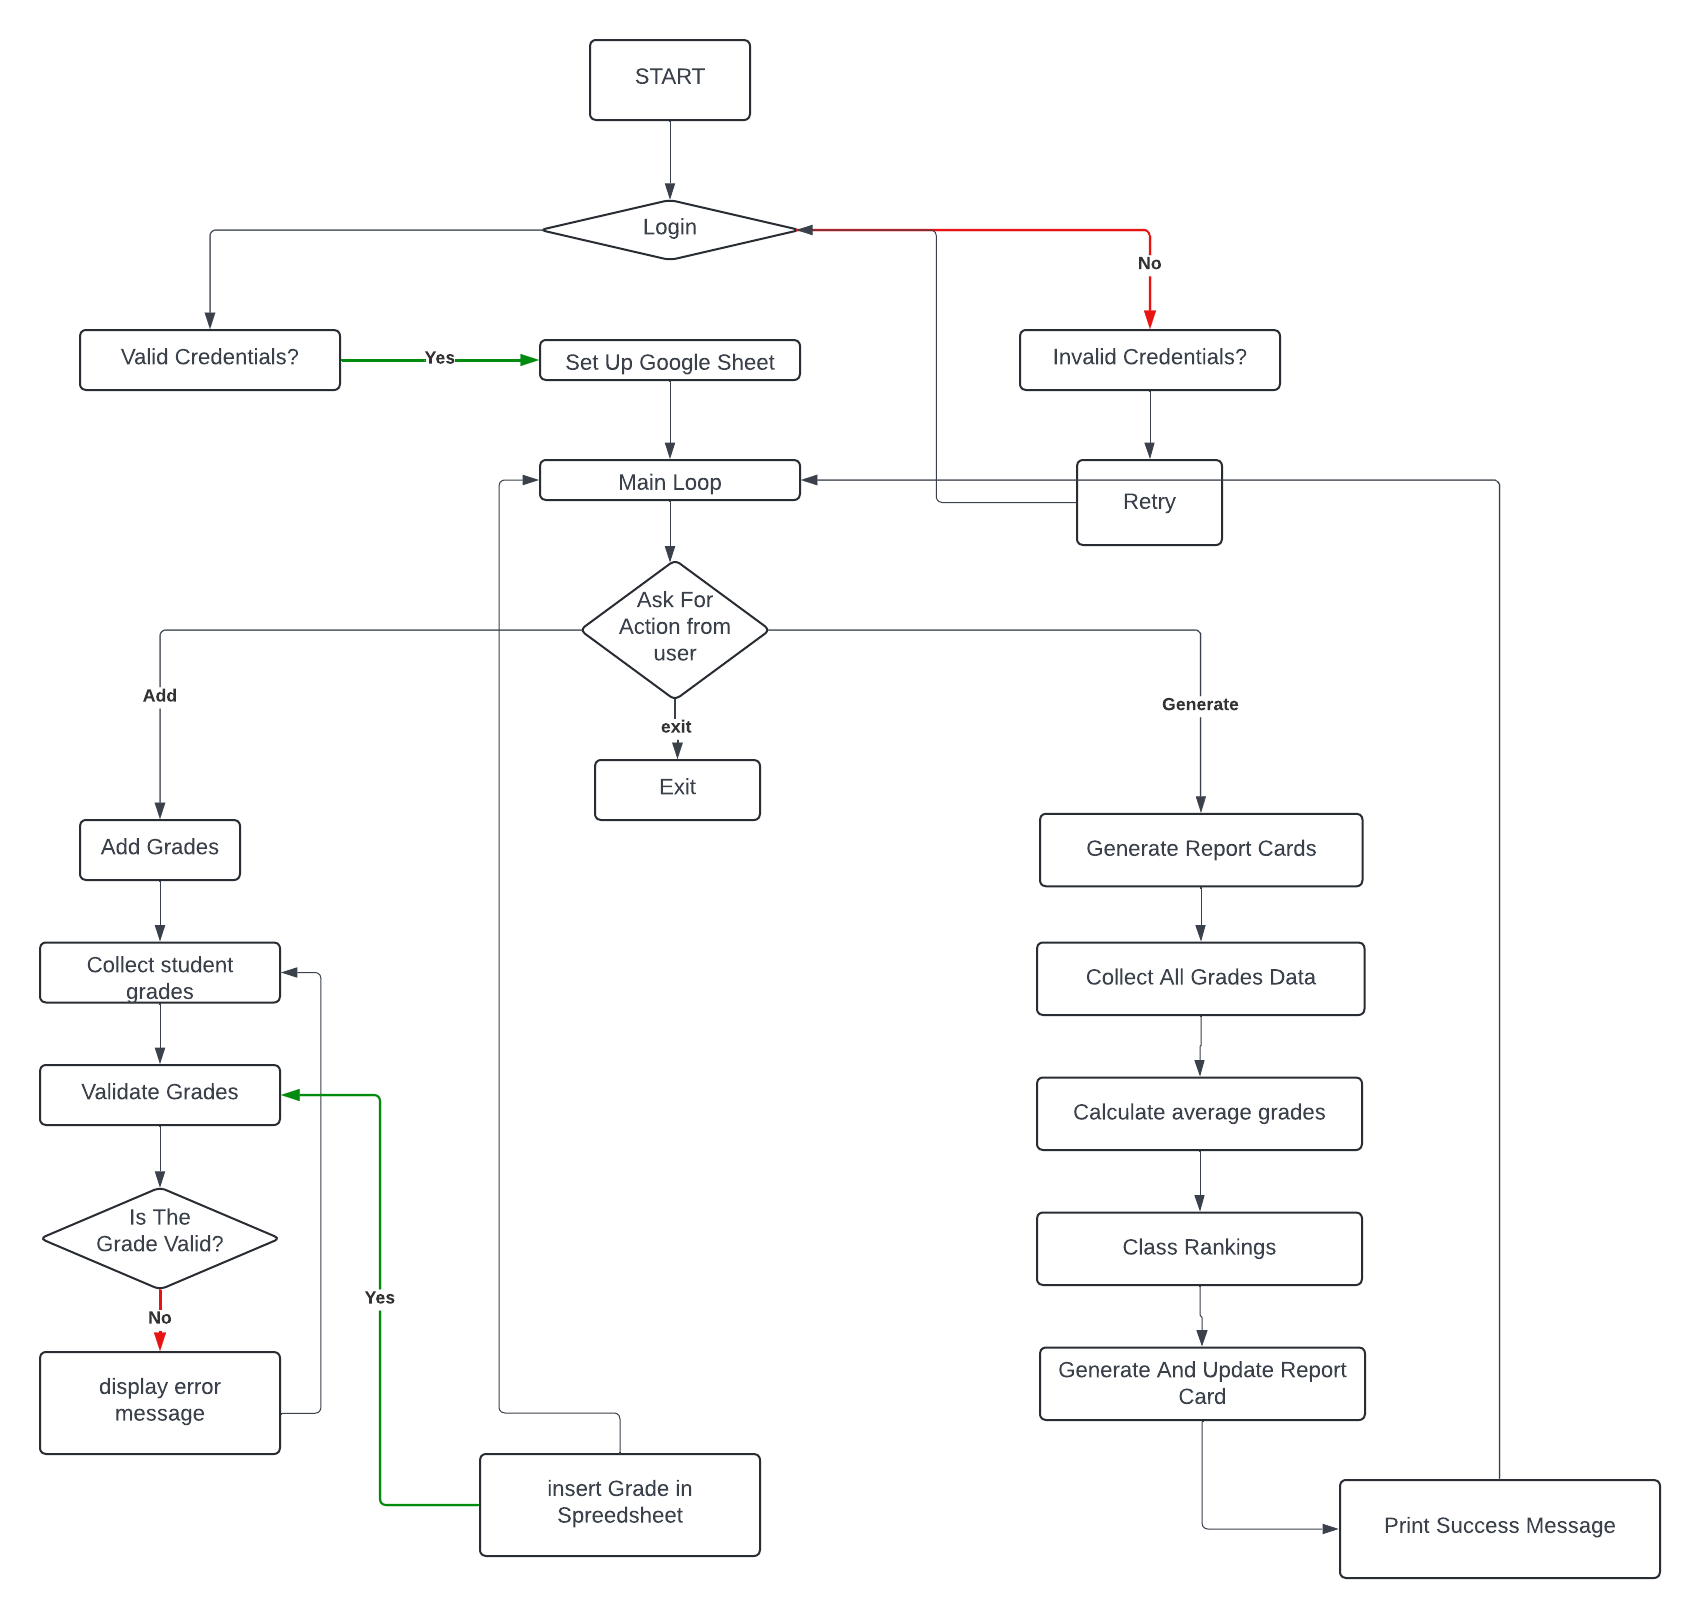 START
Login
No
Valid Credentials?
Yes
Set Up Google Sheet
Invalid Credentials?
Main Loop
Retry
Ask For
Action from
user
Add
exit
Generate
Exit
Add Grades
Generate Report Cards
Collect student
grades
Collect All Grades Data
Validate Grades
Calculate average grades
Is The
Grade Valid?
Class Rankings
Yes
No
display error
message
Generate And Update Report
Card
insert Grade in
Spreedsheet
Print Success Message